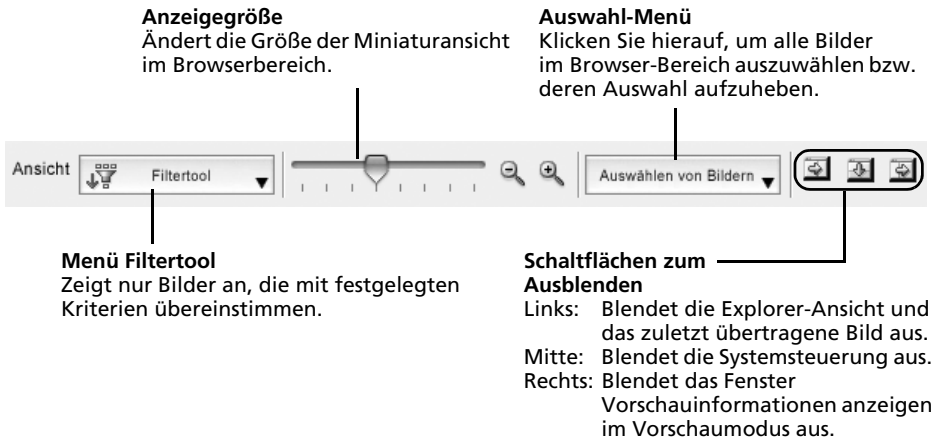 Anzeigegröße
Ändert die Größe der Miniaturansicht
im Browserbereich.
Auswahl-Menü
Klicken Sie hierauf, um alle Bilder
im Browser-Bereich auszuwählen bzw.
deren Auswahl aufzuheben.
Ansicht
Filtertool
Auswählen von Bildern
Menü Filtertool
Zeigt nur Bilder an, die mit festgelegten
Kriterien übereinstimmen.
Schaltflächen zum
Ausblenden
Links: Blendet die Explorer-Ansicht und
das zuletzt übertragene Bild aus.
Mitte: Blendet die Systemsteuerung aus.
Rechts: Blendet das Fenster
Vorschauinformationen anzeigen
im Vorschaumodus aus.